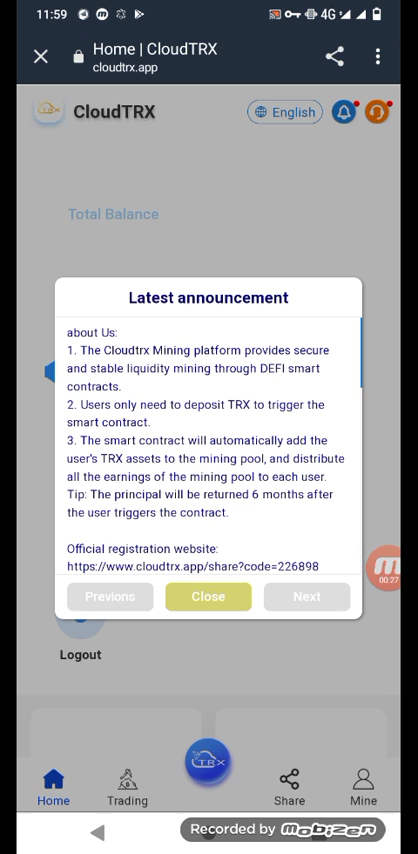 11:59
4G
Home | CloudTRX
cloudtrx.app
CloudTRX
English
Total Balance
Latest announcement
about Us:
1. The Cloudtrx Mining platform provides secure
and stable liquidity mining through DEFI smart
contracts.
2. Users only need to deposit TRX to trigger the
smart contract.
3. The smart contract will automatically add the
user's TRX assets to the mining pool, and distribute
all the earnings of the mining pool to each user.
Tip: The principal will be returned 6 months after
the user triggers the contract.
Official registration website:
https://www.cloudtrx.app/share?code=226898
Previons
Close
Next
00:27
Logout
TBX
Home
Trading
Share
Mine
Recorded by mobizen